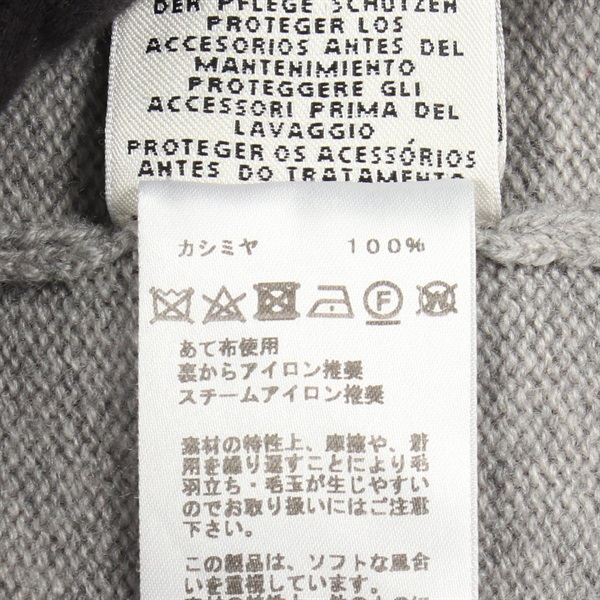 DER PFLEGE SCHÜTZEN
PROTEGER LOS
ACCESORIOS ANTES DEL
MANTENIMIENTO
PROTEGGERE GLI
ACCESSORI PRIMA DEL
LAVAGGIO
PROTEGER OS ACESSÓRIOS
ANTES DO TRATAMENTO
カシミヤ 100%
F
W
あて布使用
裏からアイロン推奨
スチームアイロン推奨
素材の特性上、摩擦や、着
用を繰り返すことにより毛
羽立ち・毛玉が生じやすい
のでお取り扱いにはご注意
下さい。
この製品は、ソフトな風合
いを重視しています。